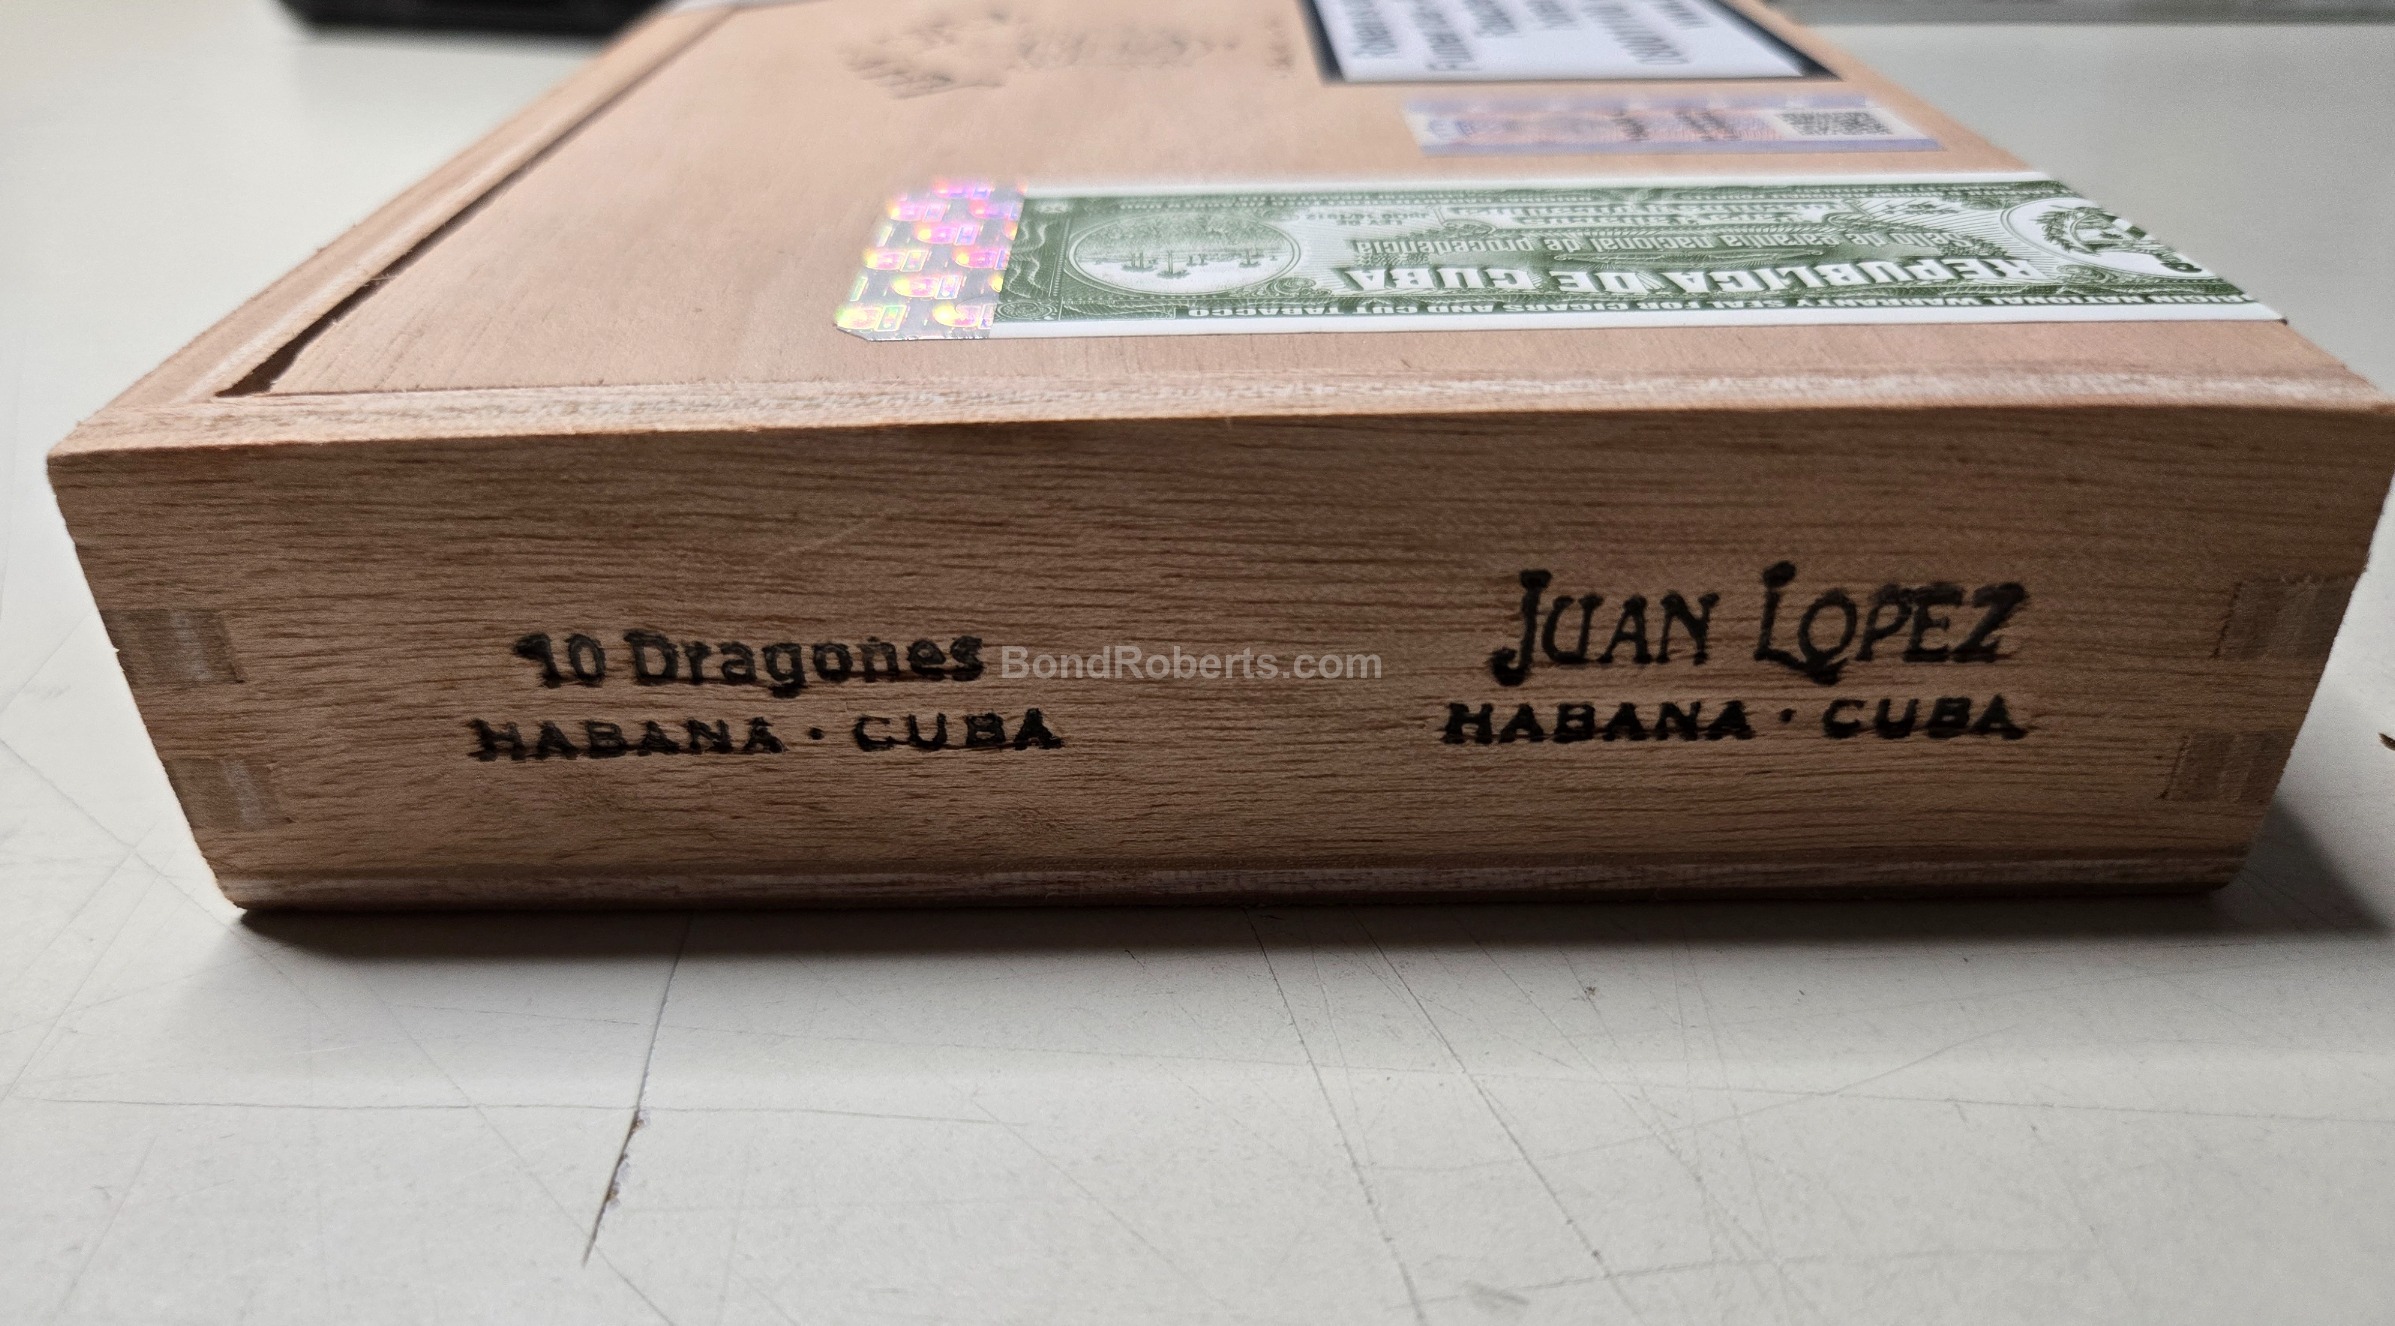 REPUBLICA DE CUBA
Sello de garantia nacional de procedencia
ORIGIN NATIONAL WARRANTY SEAL FOR CIGARS AND CUT TABACCO
10 Dragones
HABANA · CUBA
JUAN LOPEZ
HABANA · CUBA
BondRoberts.com